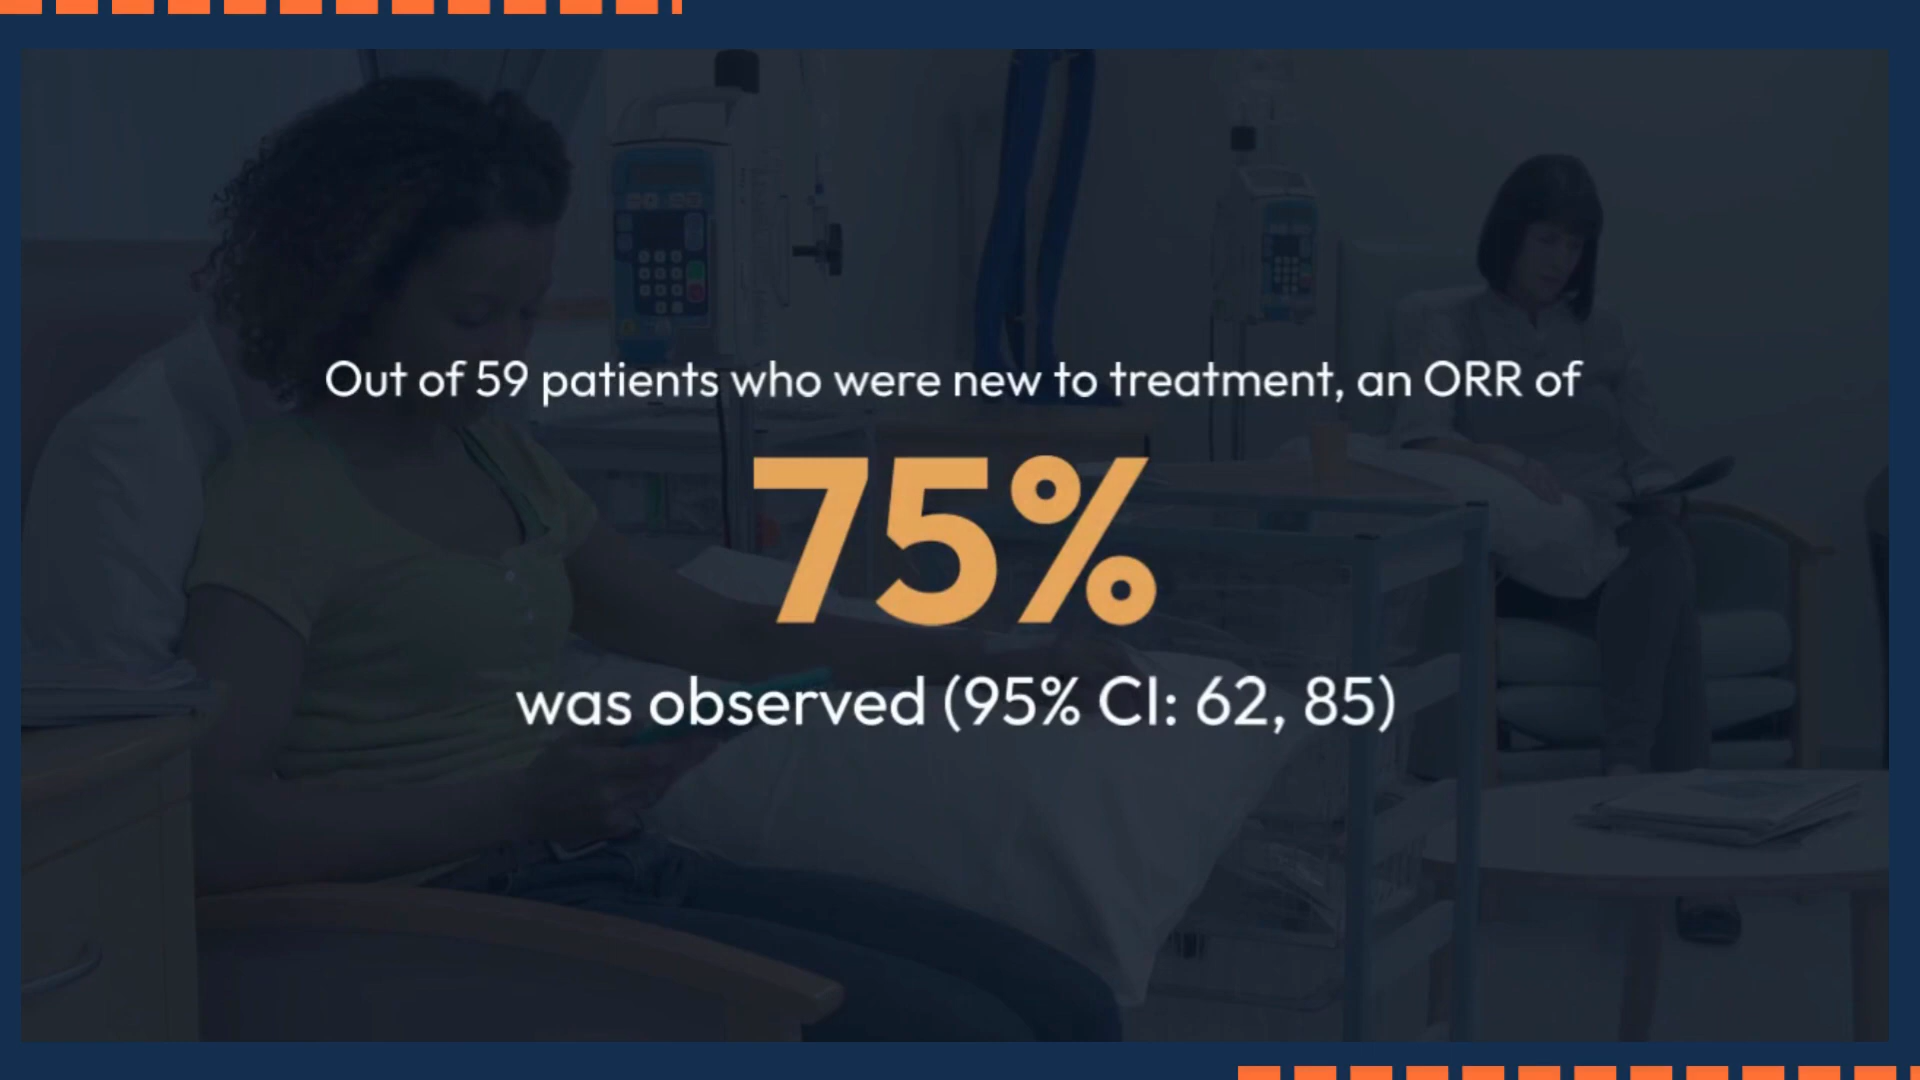 Out of 59 patients who were new to treatment, an ORR of
75%
was observed (95% CI: 62, 85)